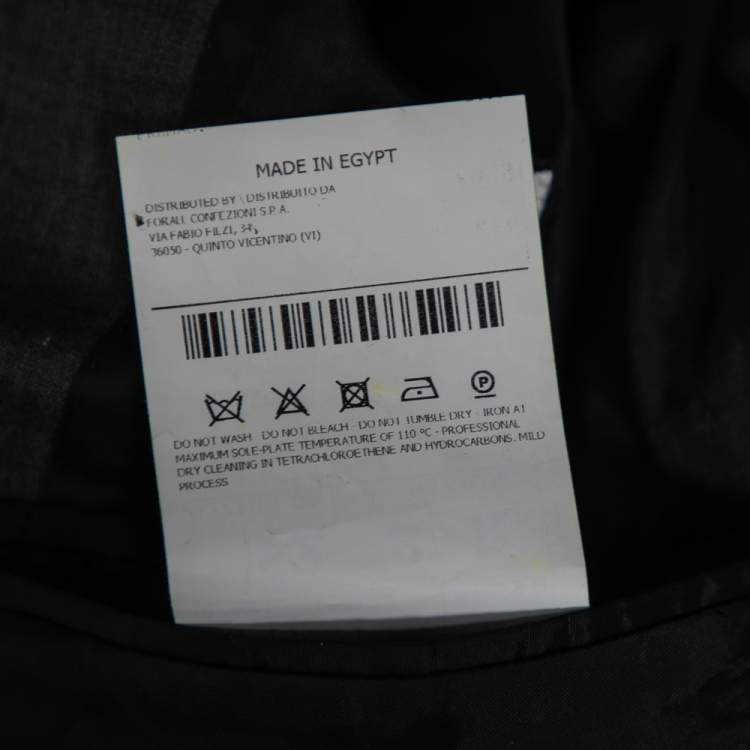 MADE IN EGYPT
DISTRIBUTED BY \ DISTRIBUITO DA
FORALL CONFEZIONI S.P.A.
VIA FABIO FILZI, 34,
36050 - QUINTO VICENTINO (VI)
P
DO NOT WASH DO NOT BLEACH - DO NOT TUMBLE DRY - IRON AT
MAXIMUM SOLE-PLATE TEMPERATURE OF 110 °C - PROFESSIONAL
DRY CLEANING IN TETRACHLOROETHENE AND HYDROCARBONS. MILD
PROCESS